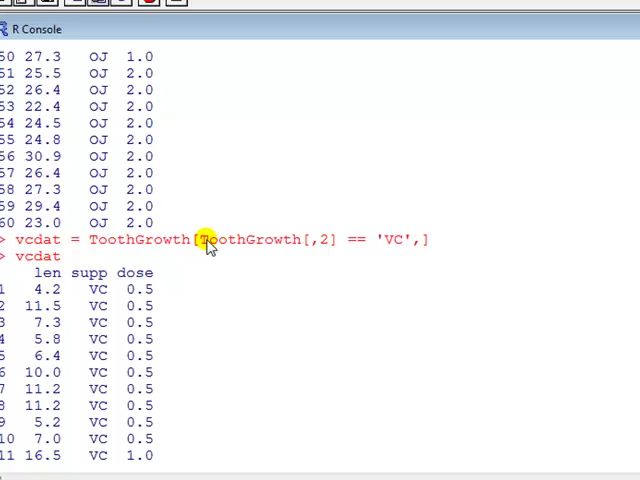 R Console
50 27.3 OJ 1.0
51 25.5 OJ 2.0
52 26.4 OJ 2.0
53 22.4 OJ 2.0
54 24.5 OJ 2.0
55 24.8 OJ 2.0
56 30.9 OJ 2.0
57 26.4 OJ 2.0
58 27.3 OJ 2.0
59 29.4 OJ 2.0
60 23.0 OJ 2.0
> vcdat = ToothGrowth[ToothGrowth[,2] == 'VC',]
> vcdat
len supp dose
1 4.2 VC 0.5
2 11.5 VC 0.5
3 7.3 VC 0.5
4 5.8 VC 0.5
5 6.4 VC 0.5
6 10.0 VC 0.5
7 11.2 VC 0.5
8 11.2 VC 0.5
9 5.2 VC 0.5
10 7.0 VC 0.5
11 16.5 VC 1.0